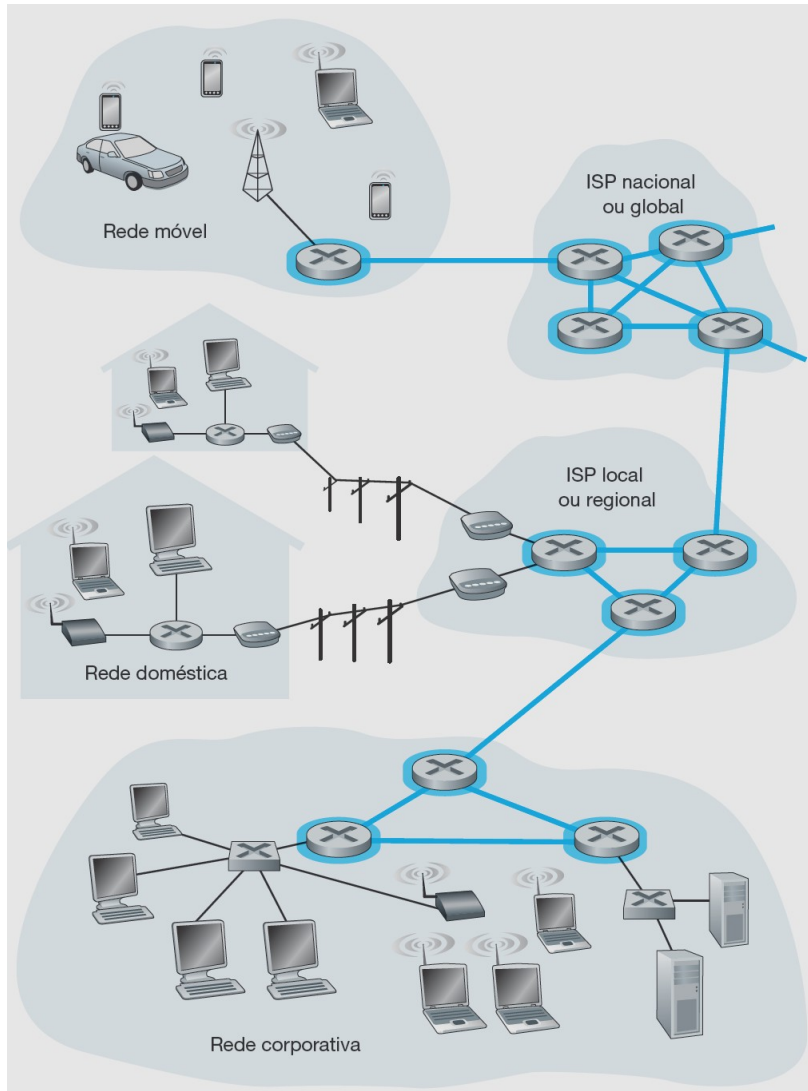 Rede móvel
ISP nacional
ou global
ISP local
ou regional
Rede doméstica
Rede corporativa